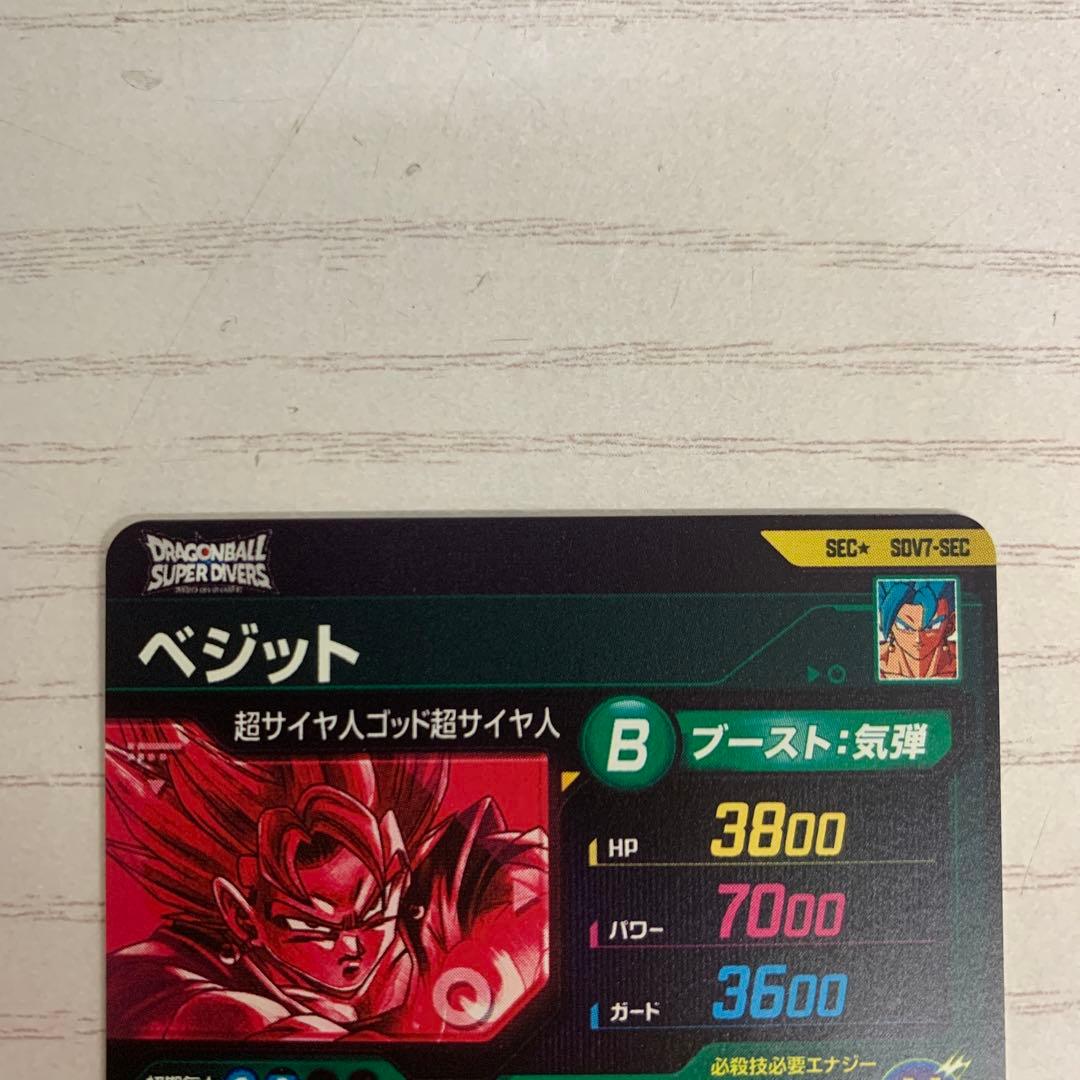 DRAGONBALL
SUPER DIVERS
SEC★ SDV7-SEC
ベジット
超サイヤ人ゴッド超サイヤ人
B ブースト:気弾
HP 3800
パワー 7000
ガード 3600
必殺技必要エナジー